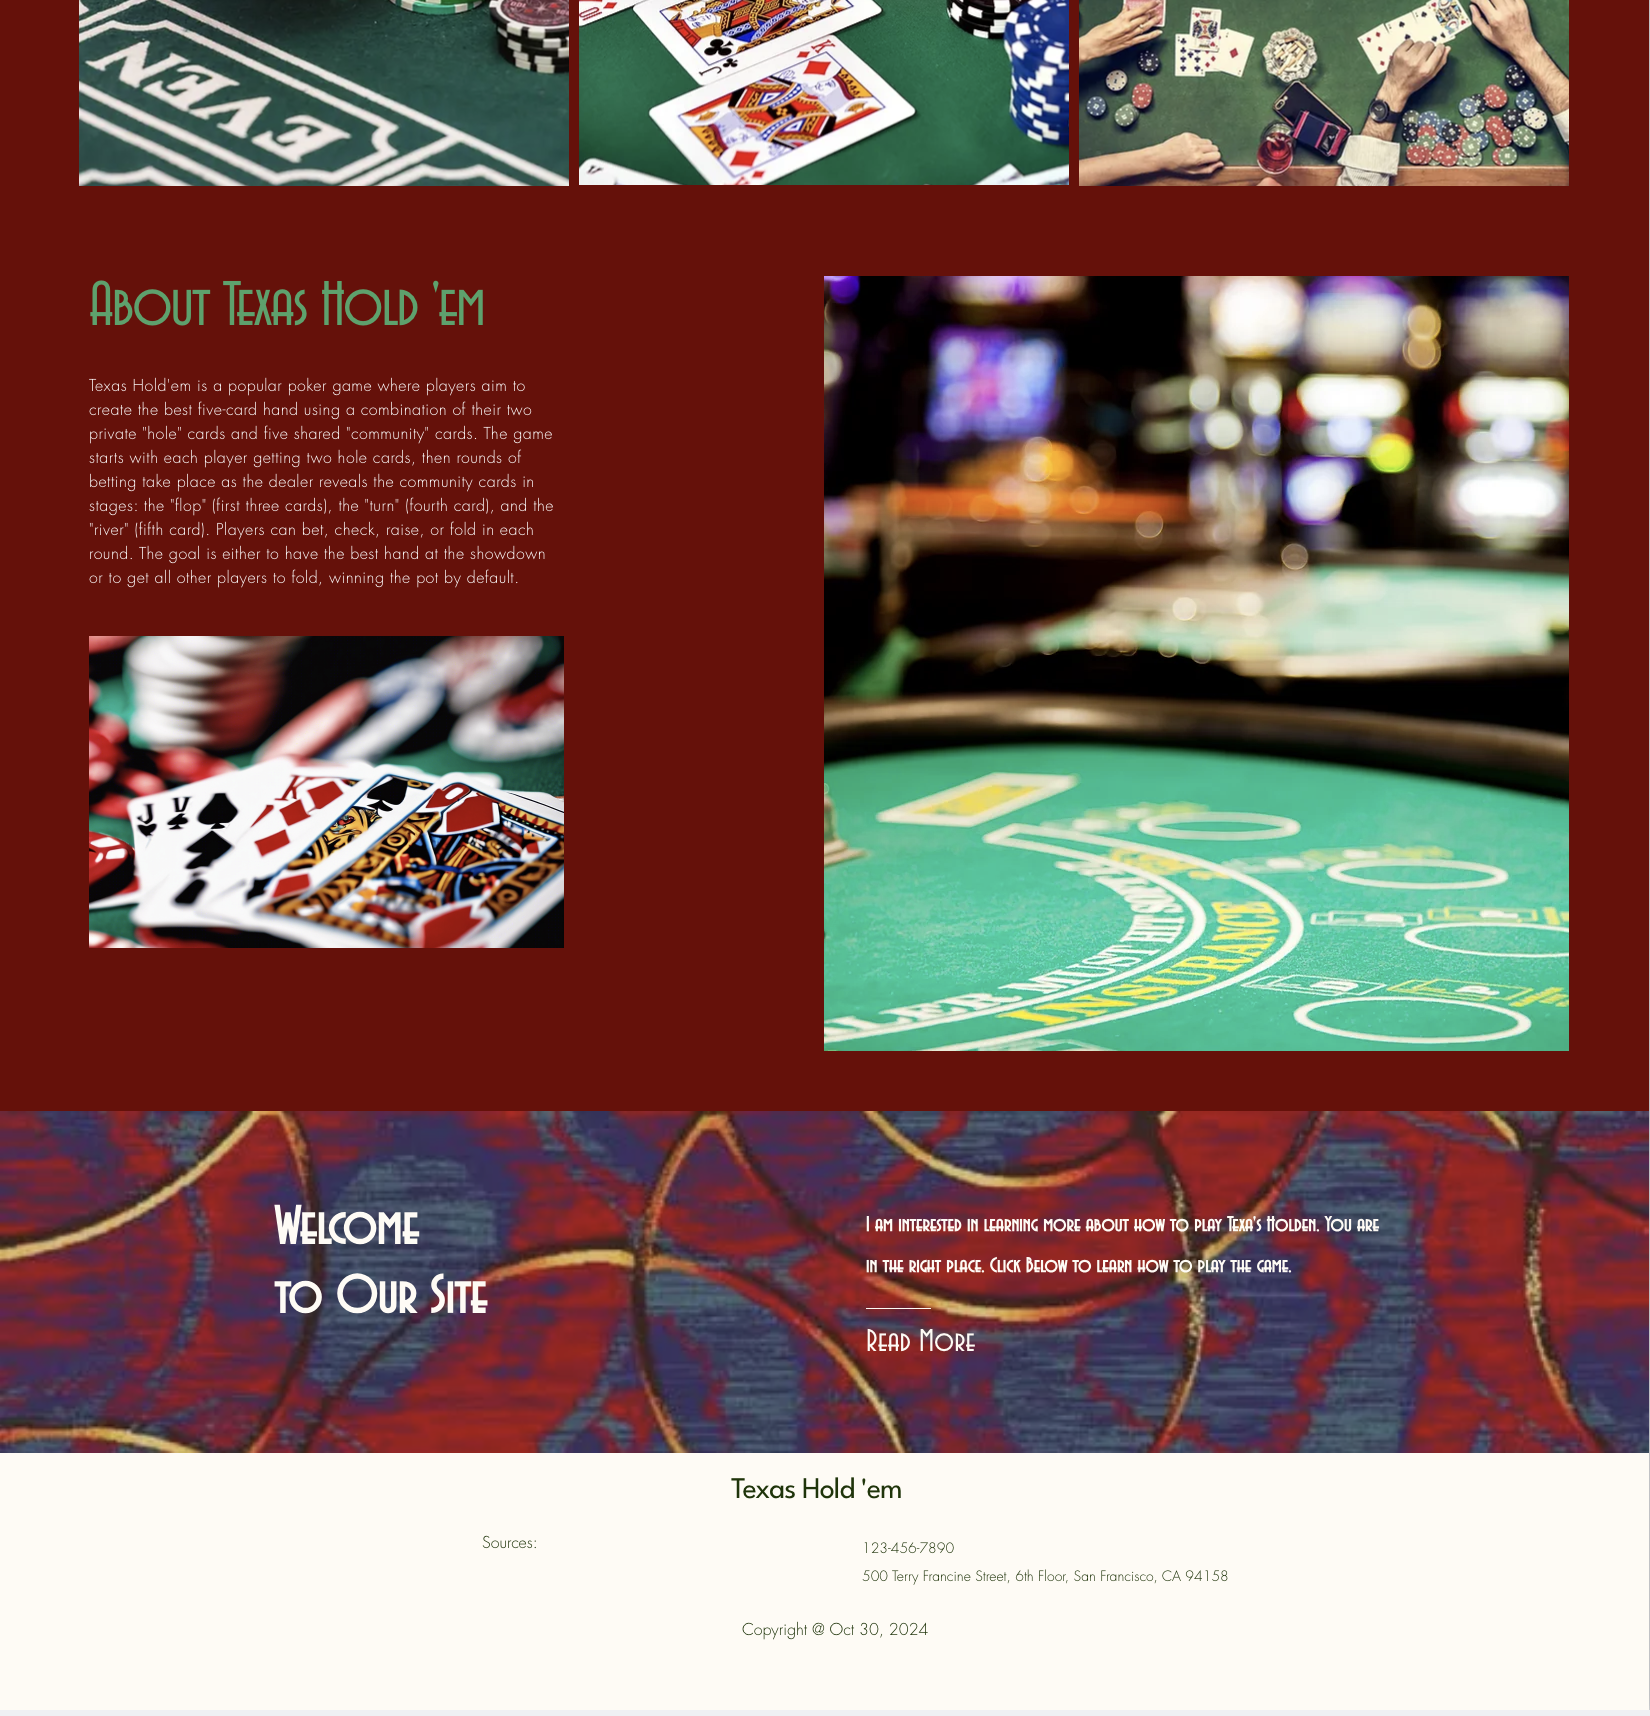 EVEN
J
K
About Texas Hold 'em
Texas Hold'em is a popular poker game where players aim to
create the best five-card hand using a combination of their two
private "hole" cards and five shared "community" cards. The game
starts with each player getting two hole cards, then rounds of
betting take place as the dealer reveals the community cards in
stages: the "flop" (first three cards), the "turn" (fourth card), and the
"river" (fifth card). Players can bet, check, raise, or fold in each
round. The goal is either to have the best hand at the showdown
or to get all other players to fold, winning the pot by default.
J
K
MUST
INSURANCE
Welcome
to Our Site
I am interested in learning more about how to play Texa's Holden. You are
in the right place. Click Below to learn how to play the game.
Read More
Texas Hold 'em
Sources:
123-456-7890
500 Terry Francine Street, 6th Floor, San Francisco, CA 94158
Copyright @ Oct 30, 2024